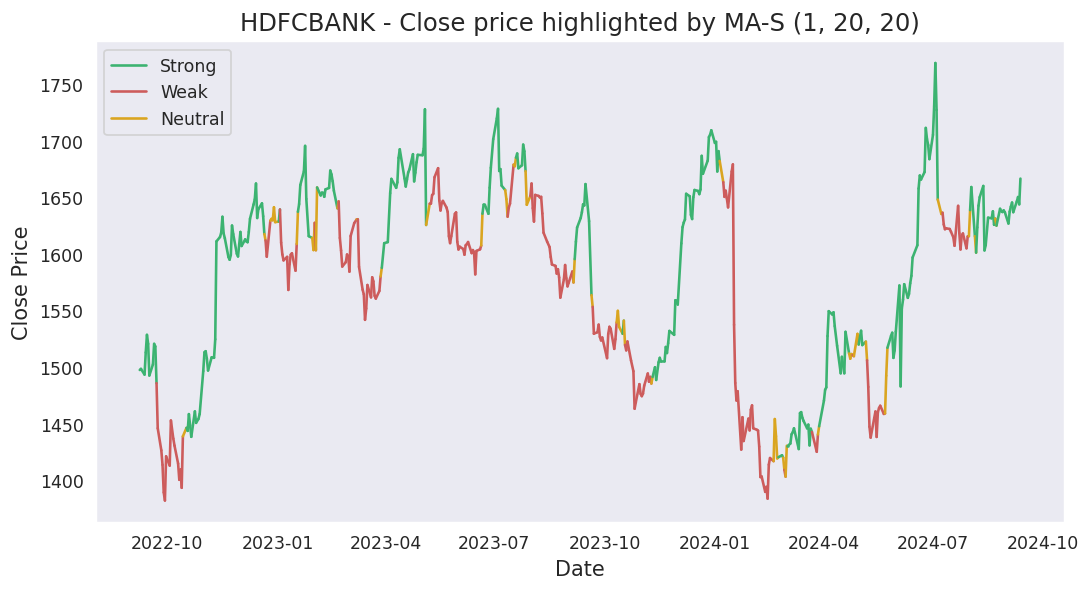 HDFCBANK - Close price highlighted by MA-S (1, 20, 20)
Strong
Weak
Neutral
1750
1700
1650
1600
1550
1500
1450
1400
Close Price
2022-10 2023-01 2023-04 2023-07 2023-10 2024-01 2024-04 2024-07 2024-10
Date